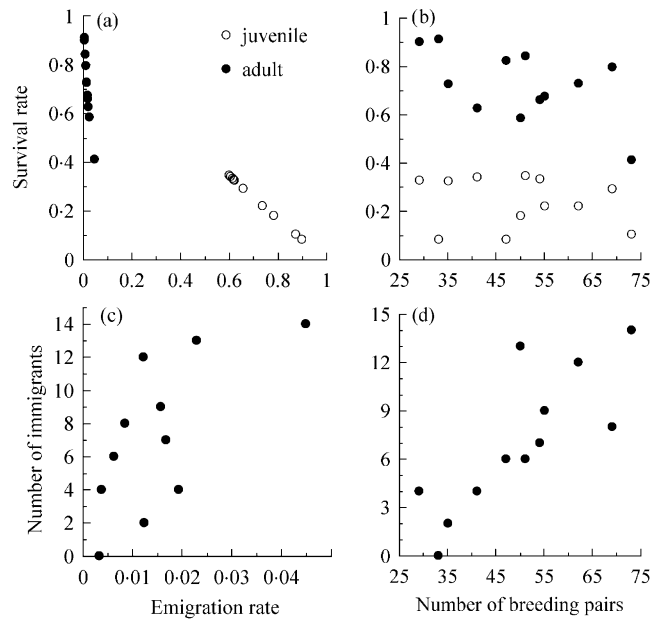 (a)
juvenile
adult
Survival rate
1
0·8
0·6
0·4
0·2
0
0 0.2 0.4 0.6 0.8 1
(b)
1
0·8
0·6
0·4
0·2
0
25 35 45 55 65 75
(c)
Number of immigrants
14
12
10
8
6
4
2
0
0 0·01 0·02 0·03 0·04
Emigration rate
(d)
15
12
9
6
3
0
25 35 45 55 65 75
Number of breeding pairs